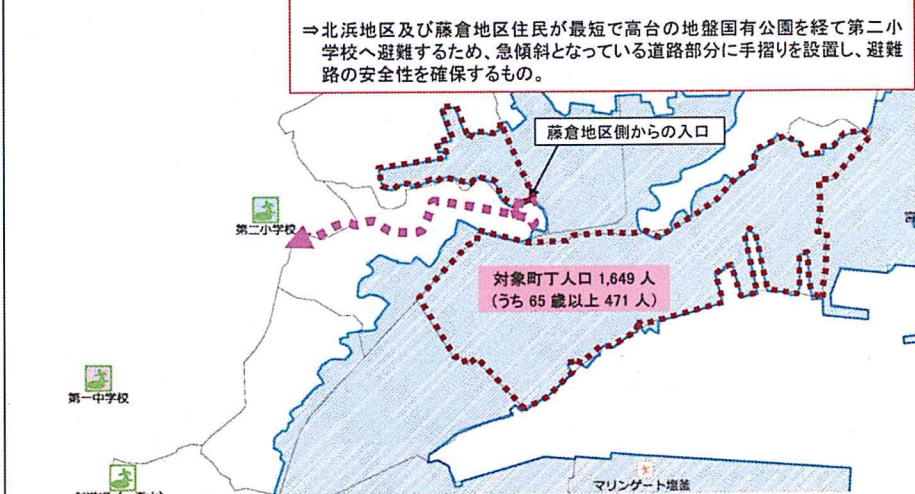 ⇒北浜地区及び藤倉地区住民が最短で高台の地盤国有公園を経て第二小
学校へ避難するため、急傾斜となっている道路部分に手摺りを設置し、避難
路の安全性を確保するもの。
藤倉地区側からの入口
第二小学校
対象町丁人口 1,649 人
(うち 65 歳以上 471 人)
第一中学校
マリンゲート塩釜